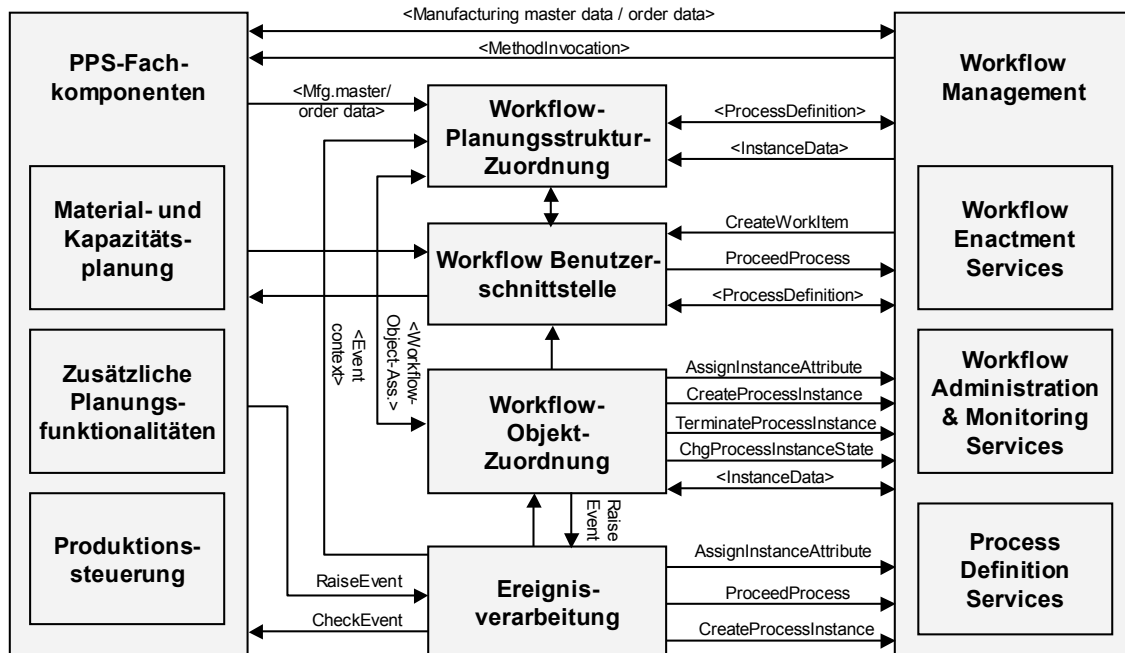 <Manufacturing master data / order data>
<MethodInvocation>
PPS-Fach-
komponenten
Material- und
Kapazitäts-
planung
Zusätzliche
Planungs-
funktionalitäten
Produktions-
steuerung
<Mfg.master/
order data>
Workflow-
Planungsstruktur-
Zuordnung
<ProcessDefinition>
<InstanceData>
Workflow Benutzer-
schnittstelle
CreateWorkItem
ProceedProcess
<ProcessDefinition>
<Event
context>
<Workflow-
Object-Ass.>
Workflow-
Objekt-
Zuordnung
AssignInstanceAttribute
CreateProcessInstance
TerminateProcessInstance
ChgProcessInstanceState
<InstanceData>
Raise
Event
RaiseEvent
CheckEvent
Ereignis-
verarbeitung
AssignInstanceAttribute
ProceedProcess
CreateProcessInstance
Workflow
Management
Workflow
Enactment
Services
Workflow
Administration
& Monitoring
Services
Process
Definition
Services